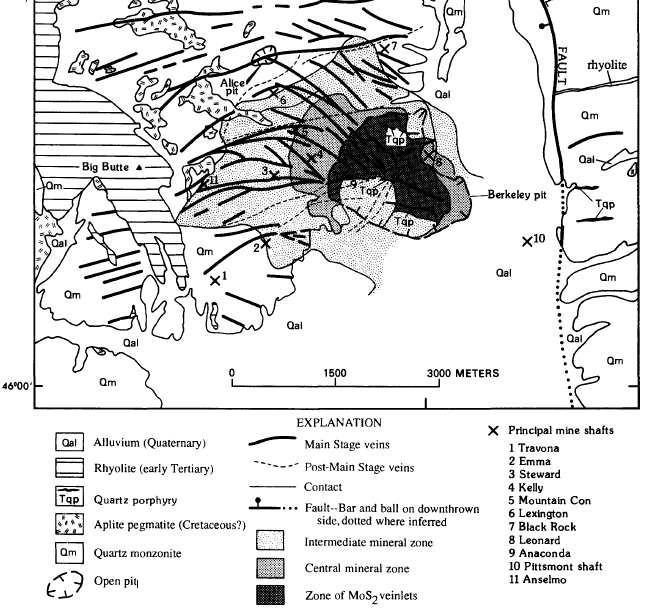 Qm
Qm
7
FAULT
rhyolite
Alice
pit
Qal
6
Qm
?
Tqp
5
4
8
Qal
Big Butte
3
11
9
Tqp
Berkeley pit
Qm
Tqp
Tqp
Qal
2
10
Qm
1
Qal
Qm
Qm
Qal
Qal
Qal
Qm
Qm
46°00'
0 1500 3000 METERS
EXPLANATION
Qal Alluvium (Quaternary)
Rhyolite (early Tertiary)
Tqp Quartz porphyry
Aplite pegmatite (Cretaceous?)
Qm Quartz monzonite
Open pit
Main Stage veins
Post-Main Stage veins
Contact
Fault--Bar and ball on downthrown
side, dotted where inferred
Intermediate mineral zone
Central mineral zone
Zone of MoS2 veinlets
Principal mine shafts
1 Travona
2 Emma
3 Steward
4 Kelly
5 Mountain Con
6 Lexington
7 Black Rock
8 Leonard
9 Anaconda
10 Pittsmont shaft
11 Anselmo